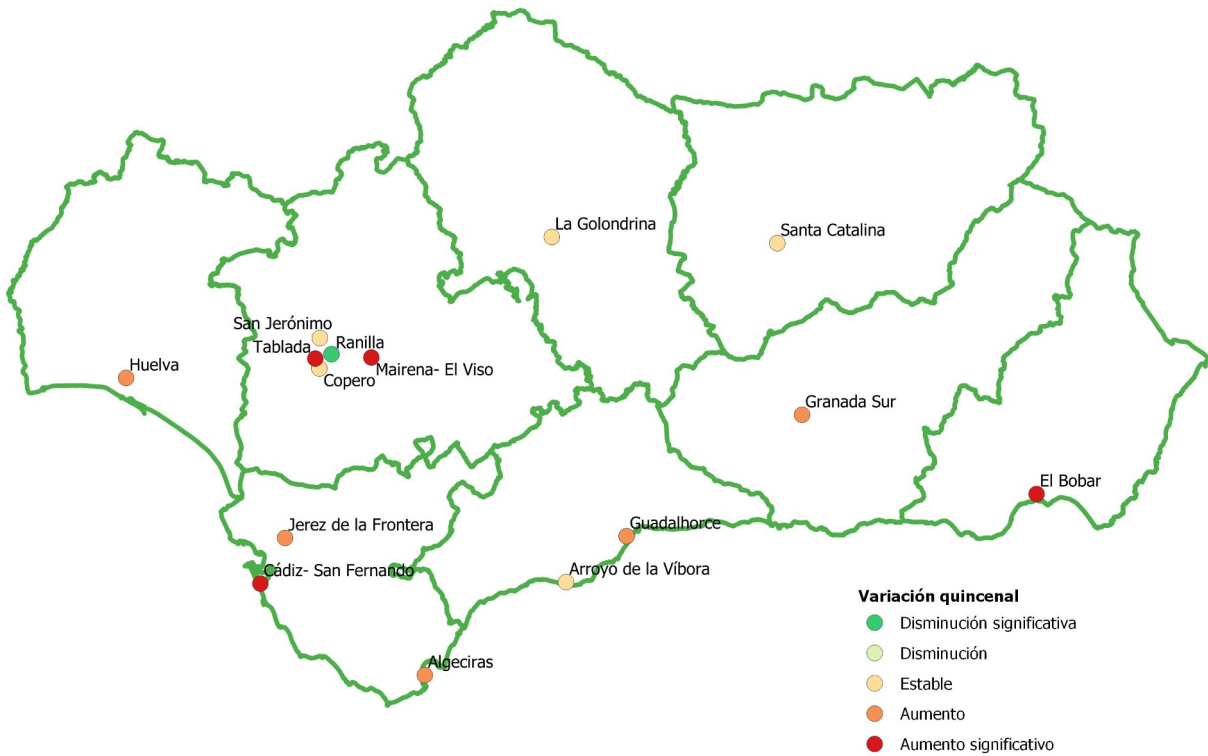 La Golondrina
Santa Catalina
San Jerónimo
Ranilla
Tablada
Mairena- El Viso
Copero
Huelva
Granada Sur
El Bobar
Jerez de la Frontera
Guadalhorce
Cádiz- San Fernando
Arroyo de la Víbora
Algeciras
Variación quincenal
Disminución significativa
Disminución
Estable
Aumento
Aumento significativo